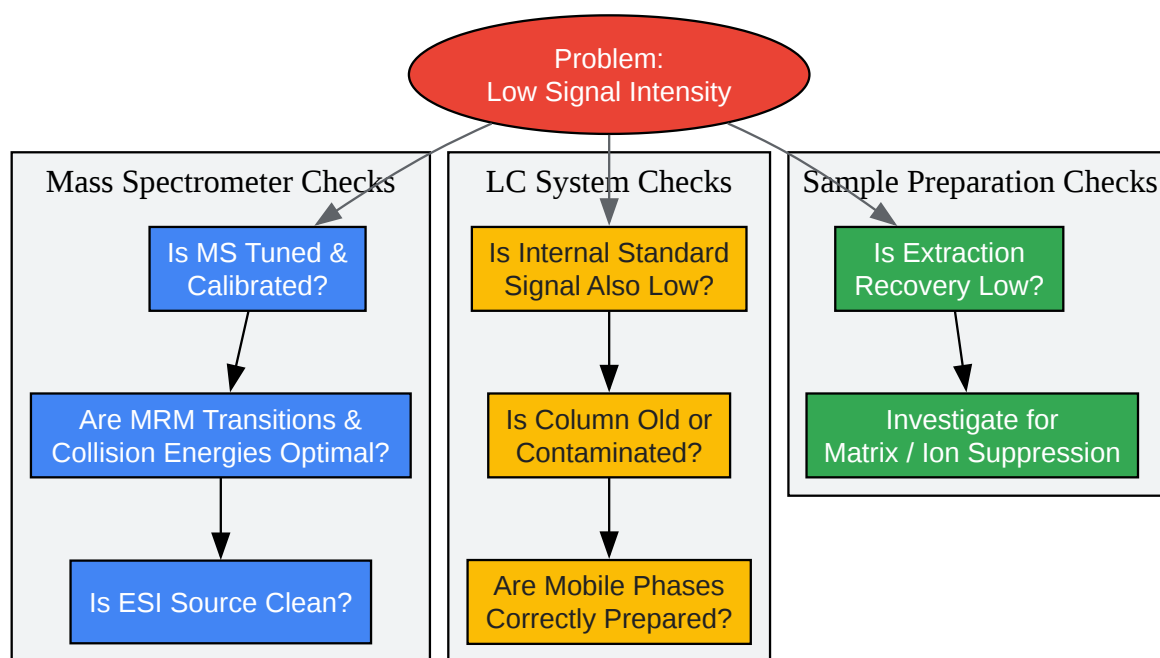 Problem:
Low Signal Intensity
Mass Spectrometer Checks
Is MS Tuned &
Calibrated?
Are MRM Transitions &
Collision Energies Optimal?
Is ESI Source Clean?
LC System Checks
Is Internal Standard
Signal Also Low?
Is Column Old or
Contaminated?
Are Mobile Phases
Correctly Prepared?
Sample Preparation Checks
Is Extraction
Recovery Low?
Investigate for
Matrix / Ion Suppression